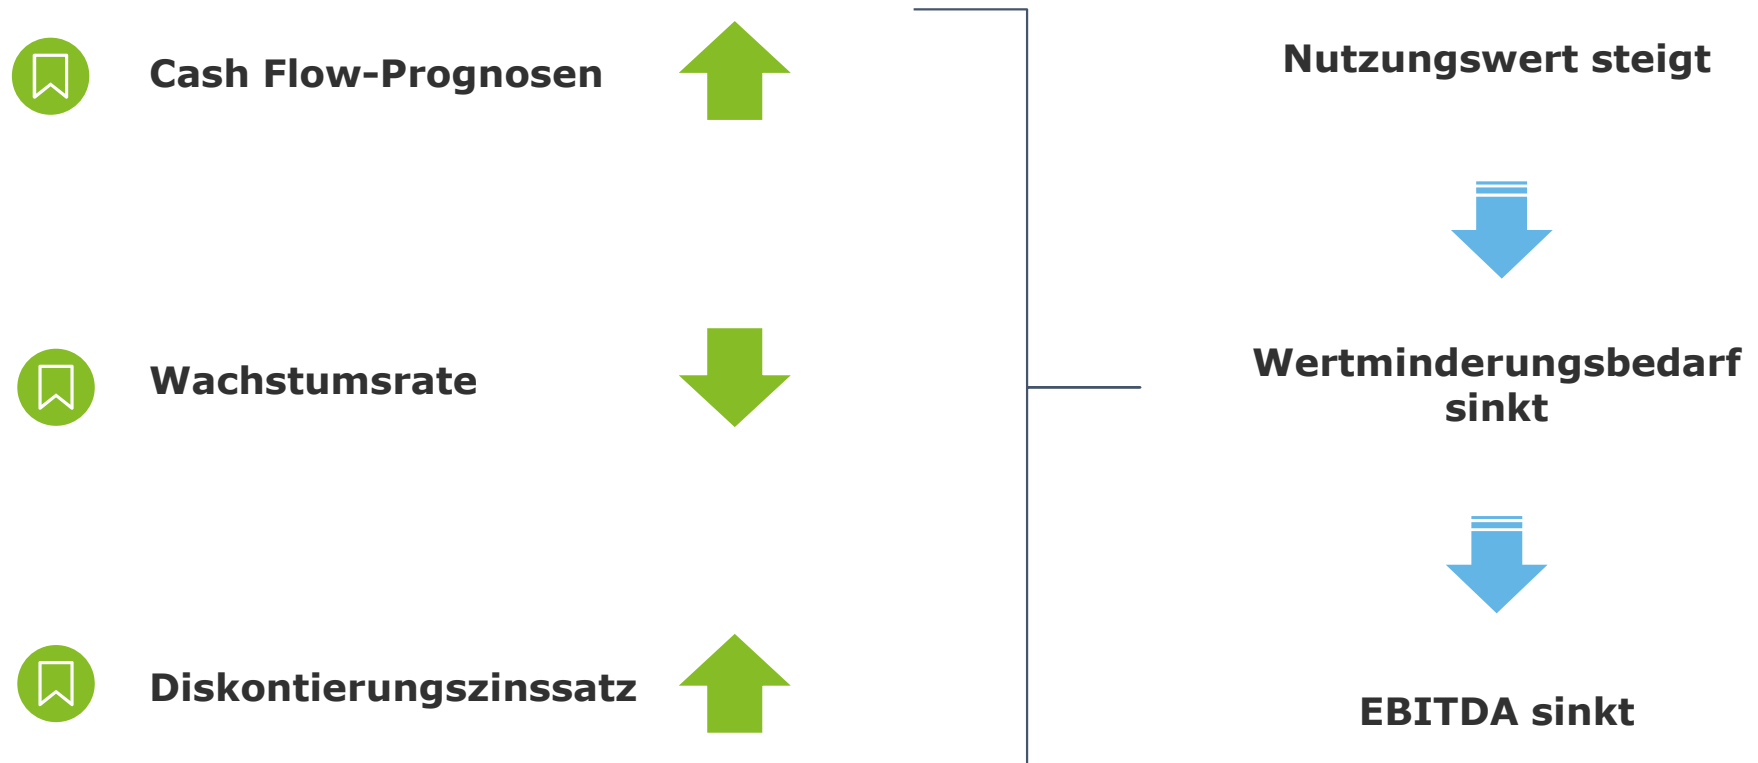 Cash Flow-Prognosen
Wachstumsrate
Diskontierungszinssatz
Nutzungswert steigt
Wertminderungsbedarf
sinkt
EBITDA sinkt